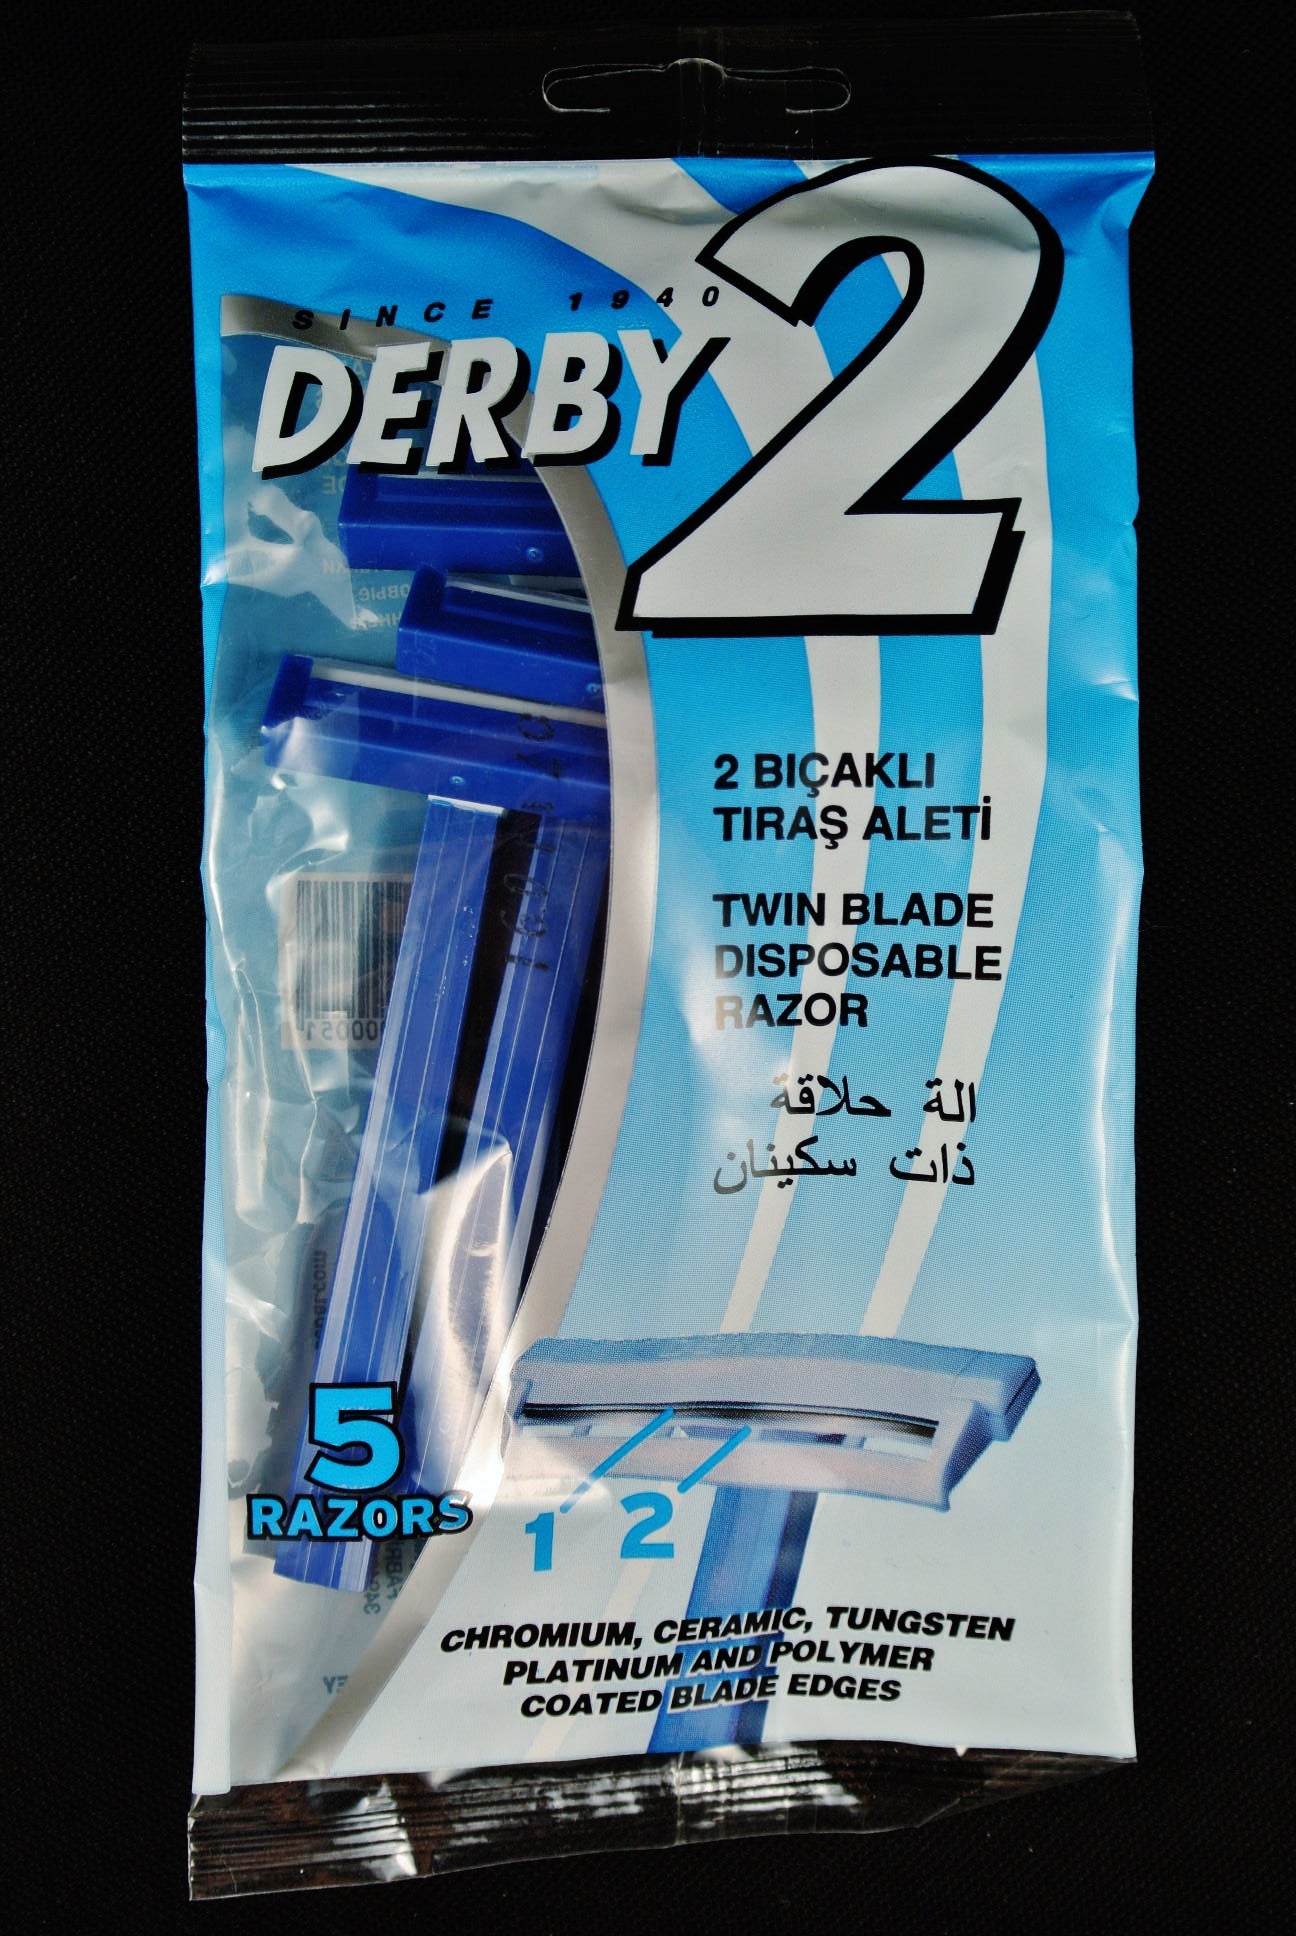 SINCE 1940
DERBY 2
2 BIÇAKLI
TIRAŞ ALETİ
TWIN BLADE
DISPOSABLE
RAZOR
الة حلاقة
ذات سكينان
5
RAZORS
1 2
CHROMIUM, CERAMIC, TUNGSTEN
PLATINUM AND POLYMER
COATED BLADE EDGES